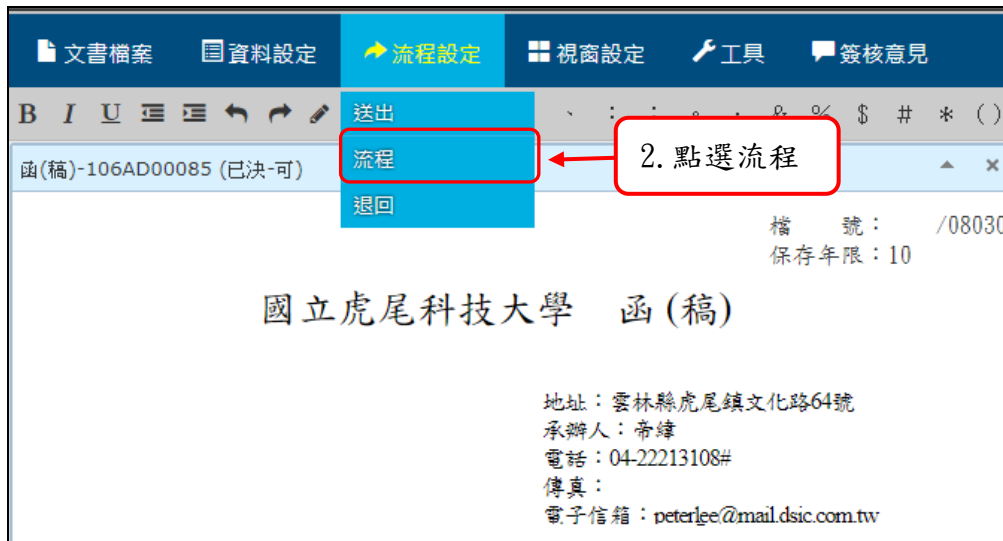 文書檔案 資料設定 流程設定 視窗設定 工具 簽核意見
B I U 送出 、 : ; 。 . & % $ # * ( )
函(稿)-106AD00085 (已決-可) 流程 2.點選流程
退回
檔 號： /08030
保存年限：10
國立虎尾科技大學 函(稿)
地址：雲林縣虎尾鎮文化路64號
承辦人：帝緯
電話：04-22213108#
傳真：
電子信箱：peterlee@mail.dsic.com.tw